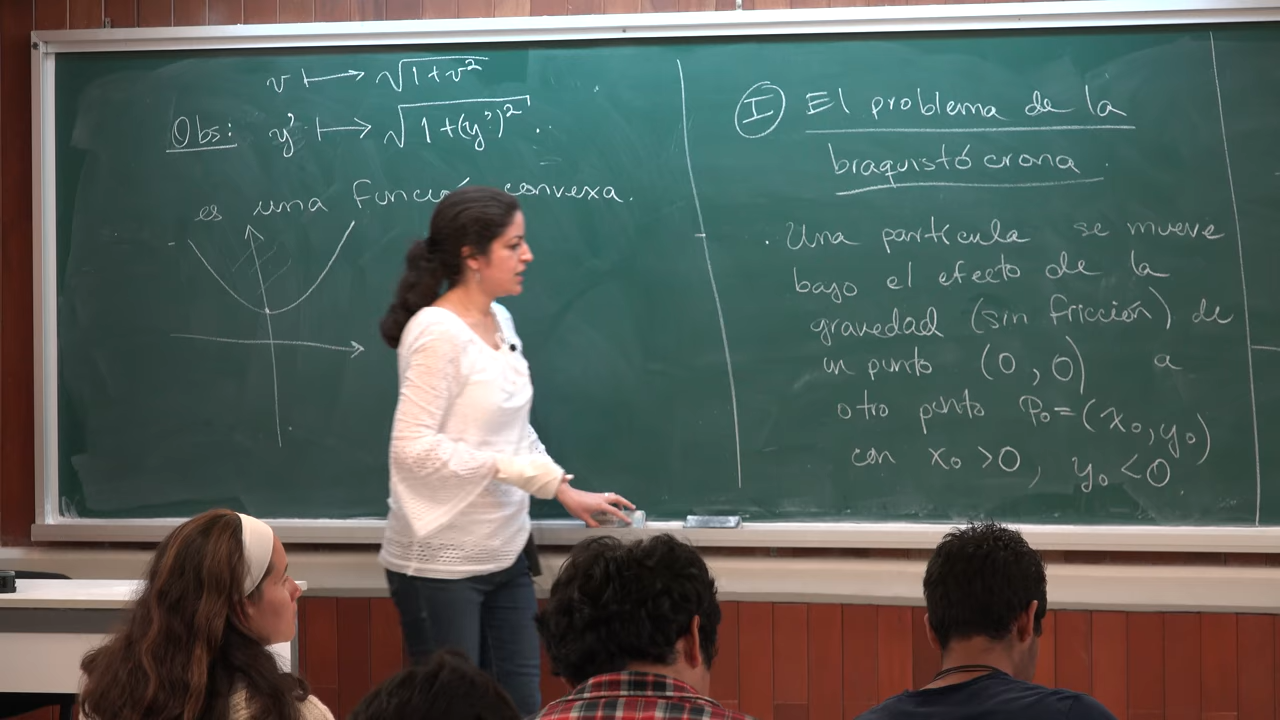 v ⟼ √1+v²
Obs: y' ⟼ √1+(y')²
es una función convexa.
I El problema de la
braquistócrona.
. Una partícula se mueve
bajo el efecto de la
gravedad (sin fricción) de
un punto (0,0) a
otro punto P₀=(x₀,y₀)
con x₀>0, y₀<0.